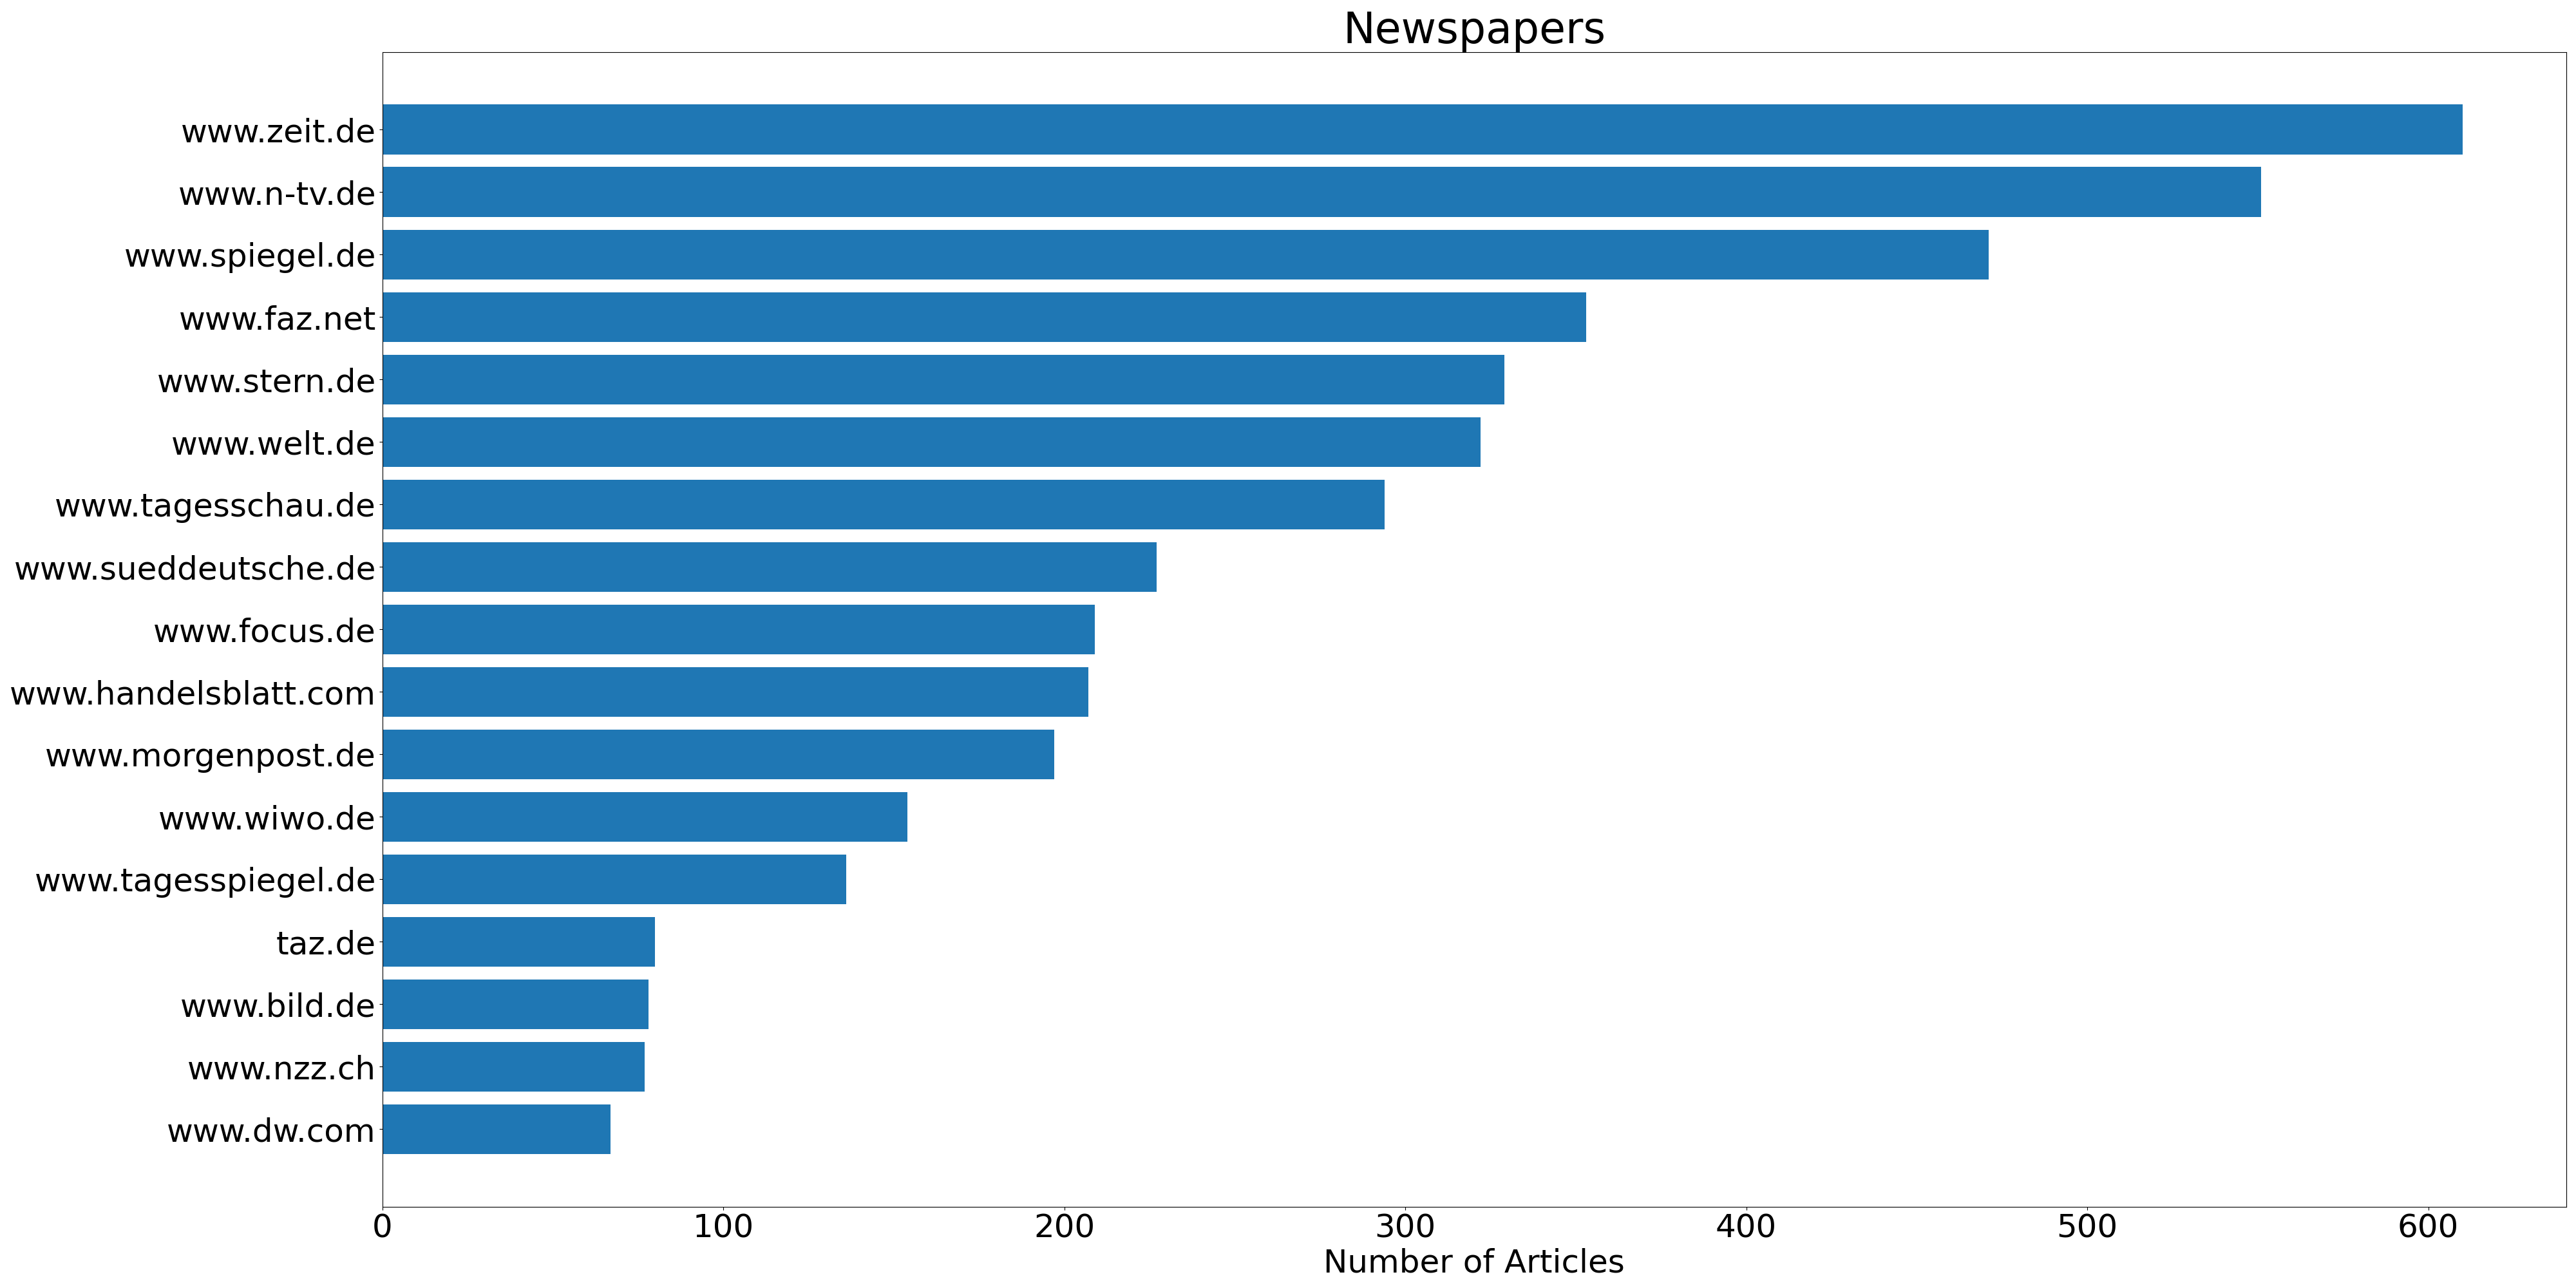 Newspapers
www.zeit.de
www.n-tv.de
www.spiegel.de
www.faz.net
www.stern.de
www.welt.de
www.tagesschau.de
www.sueddeutsche.de
www.focus.de
www.handelsblatt.com
www.morgenpost.de
www.wiwo.de
www.tagesspiegel.de
taz.de
www.bild.de
www.nzz.ch
www.dw.com
0 100 200 300 400 500 600
Number of Articles